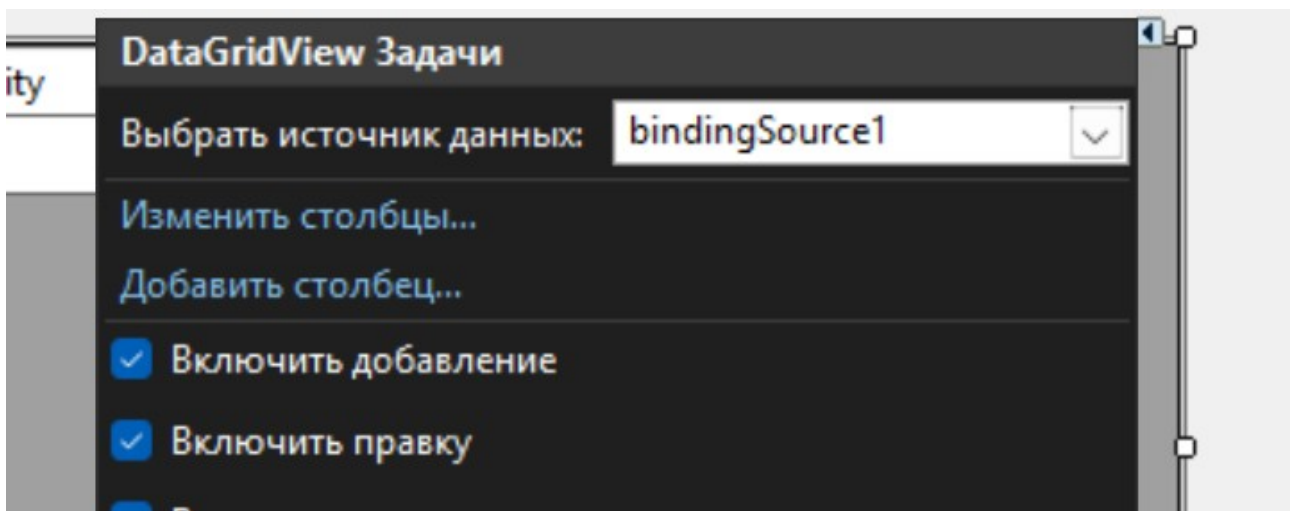 DataGridView Задачи
ity
Выбрать источник данных: bindingSource1
Изменить столбцы...
Добавить столбец...
Включить добавление
Включить правку